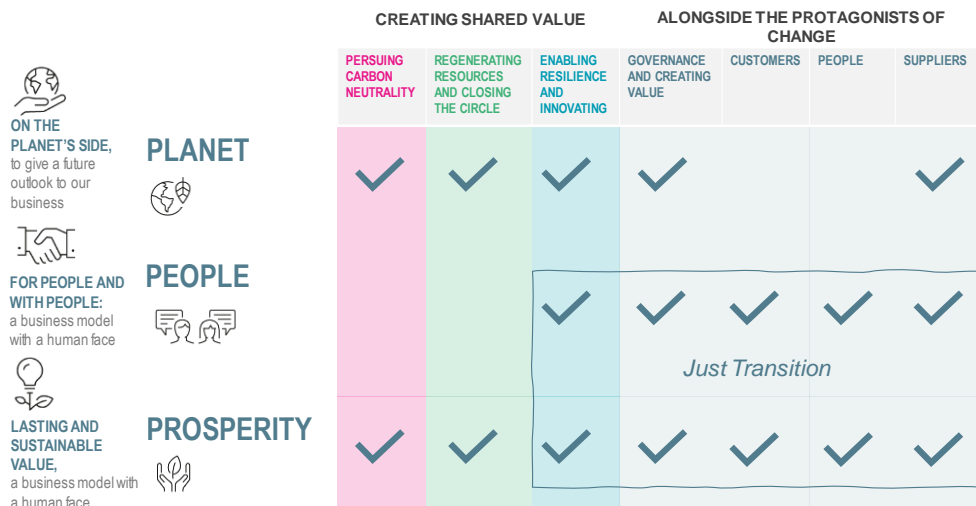 CREATING SHARED VALUE
ALONGSIDE THE PROTAGONISTS OF
CHANGE
PERSUING
CARBON
NEUTRALITY
REGENERATING
RESOURCES
AND CLOSING
THE CIRCLE
ENABLING
RESILIENCE
AND
INNOVATING
GOVERNANCE
AND CREATING
VALUE
CUSTOMERS
PEOPLE
SUPPLIERS
ON THE
PLANET'S SIDE,
to give a future
outlook to our
business
PLANET
FOR PEOPLE AND
WITH PEOPLE:
a business model
with a human face
PEOPLE
Just Transition
LASTING AND
SUSTAINABLE
VALUE,
a business model with
a human face
PROSPERITY